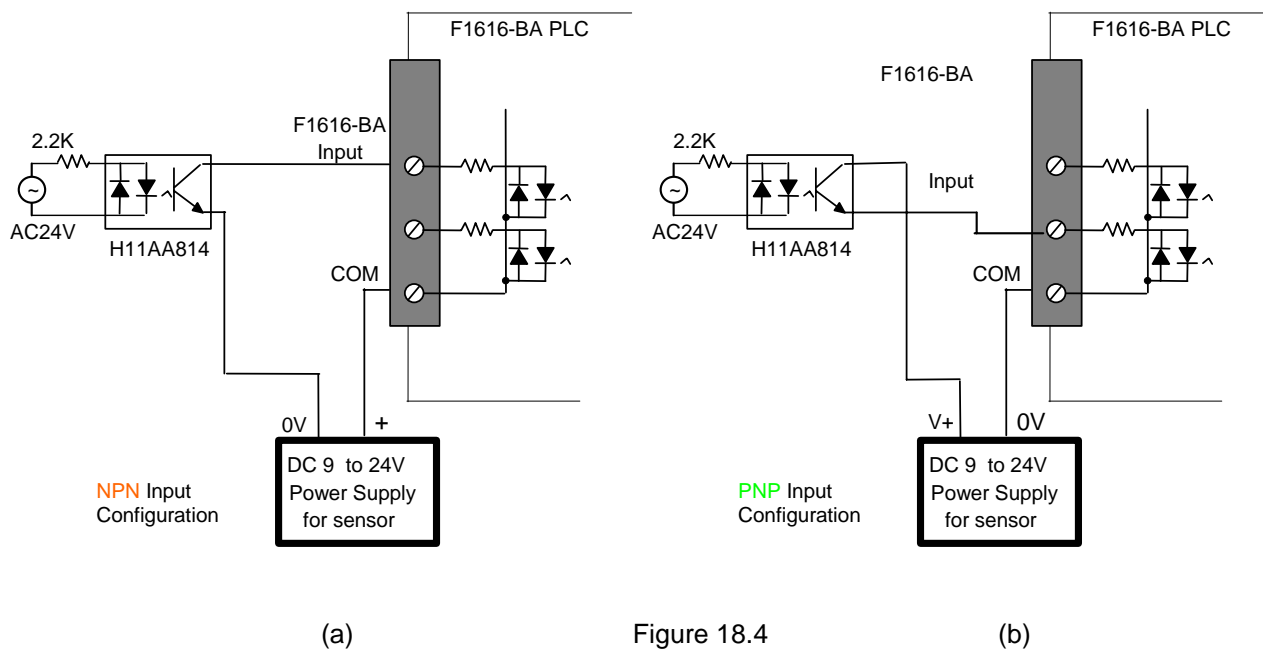 F1616-BA PLC
F1616-BA
Input
2.2K
~
AC24V
H11AA814
COM
0V
+
DC 9 to 24V
Power Supply
for sensor
NPN Input
Configuration
(a)
F1616-BA PLC
F1616-BA
2.2K
~
AC24V
H11AA814
Input
COM
V+
0V
DC 9 to 24V
Power Supply
for sensor
PNP Input
Configuration
Figure 18.4
(b)